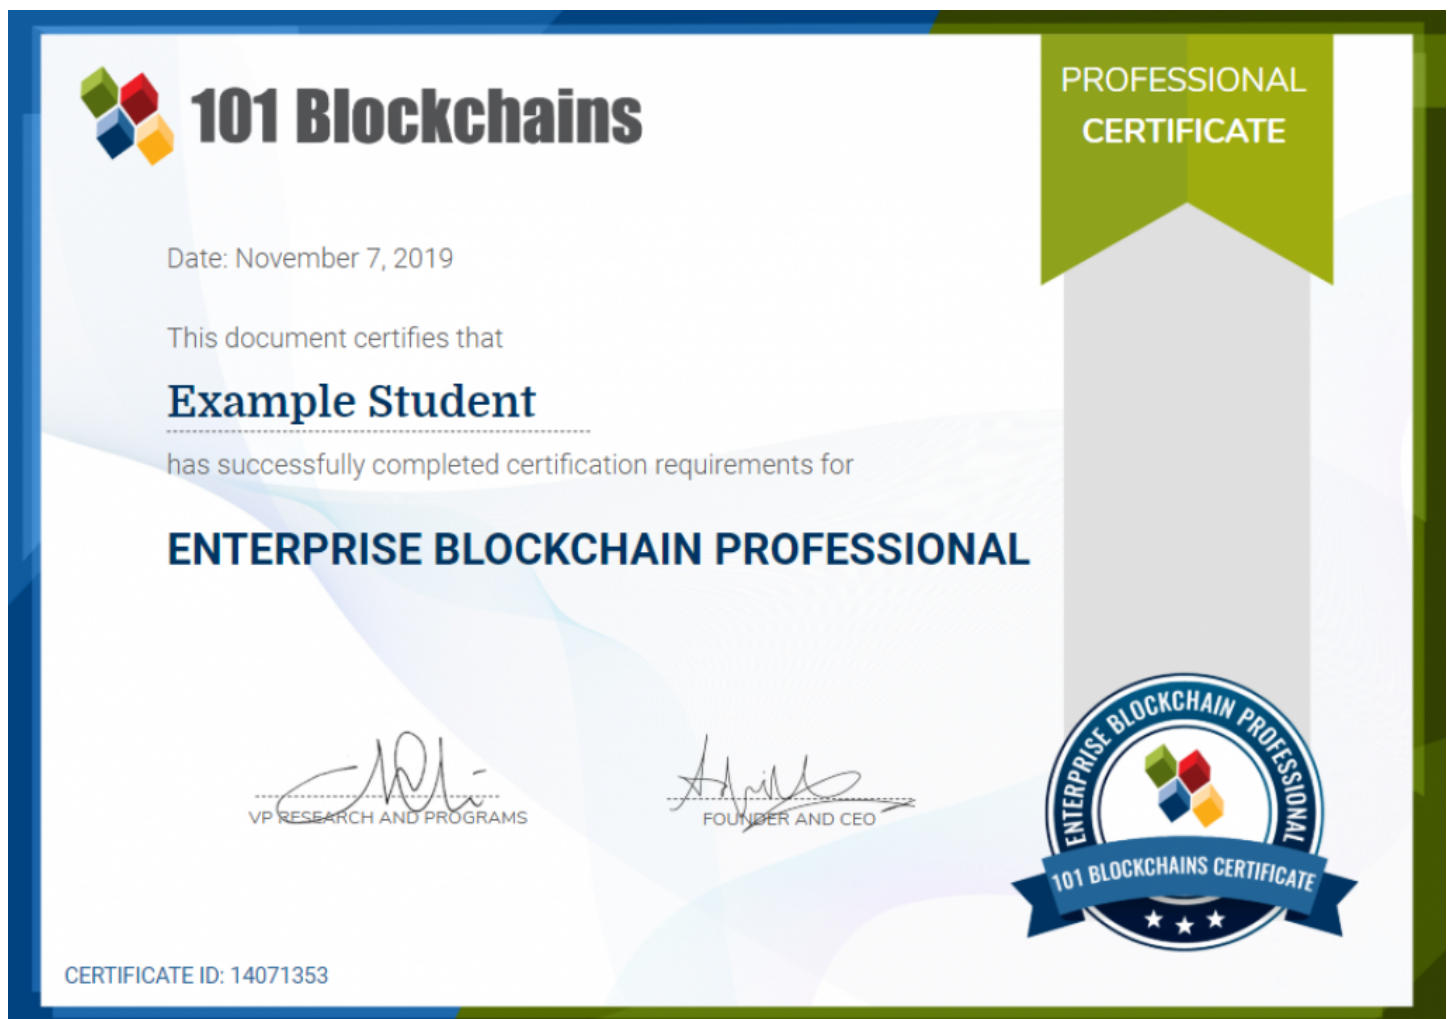 101 Blockchains
PROFESSIONAL
CERTIFICATE
Date: November 7, 2019
This document certifies that
Example Student
has successfully completed certification requirements for
ENTERPRISE BLOCKCHAIN PROFESSIONAL
VP RESEARCH AND PROGRAMS
FOUNDER AND CEO
ENTERPRISE BLOCKCHAIN PROFESSIONAL
101 BLOCKCHAINS CERTIFICATE
CERTIFICATE ID: 14071353